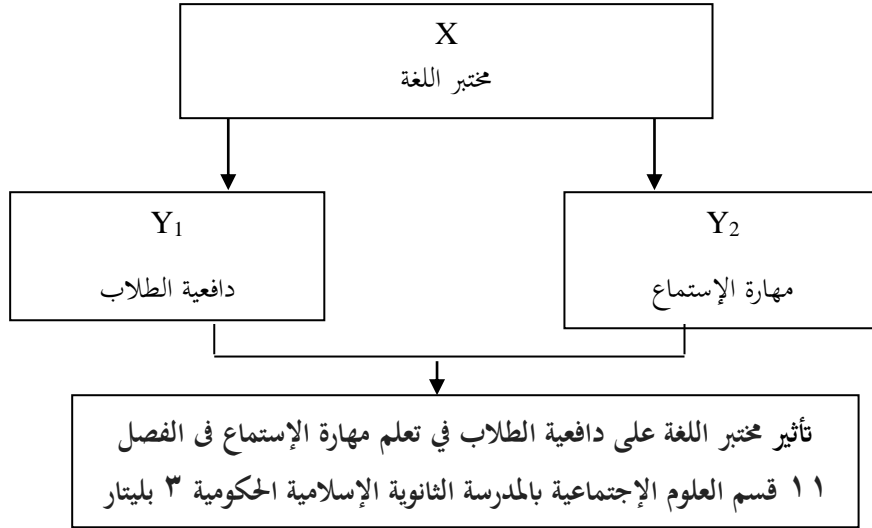 X
مختبر اللغة
Y₁
دافعية الطلاب
Y₂
مهارة الإستماع
تأثير مختبر اللغة على دافعية الطلاب في تعلم مهارة الإستماع فى الفصل
١١ قسم العلوم الإجتماعية بالمدرسة الثانوية الإسلامية الحكومية ٣ بليتار